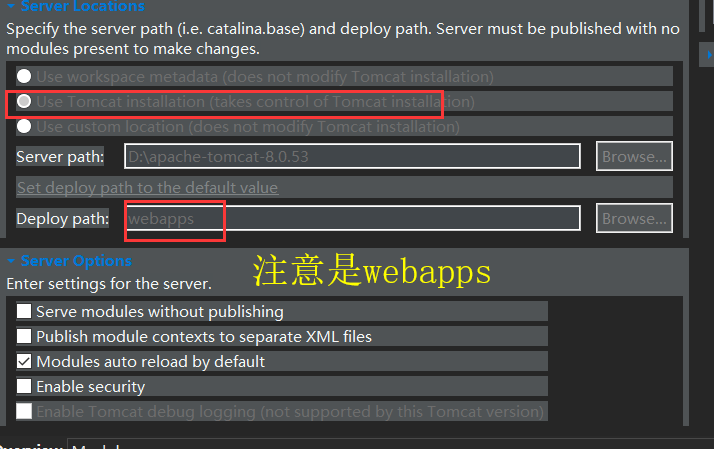 Server Locations
Specify the server path (i.e. catalina.base) and deploy path. Server must be published with no
modules present to make changes.
Use workspace metadata (does not modify Tomcat installation)
Use Tomcat installation (takes control of Tomcat installation)
Use custom location (does not modify Tomcat installation)
Server path: D:\apache-tomcat-8.0.53 Browse...
Set deploy path to the default value
Deploy path: webapps Browse...
Server Options
注意是webapps
Enter settings for the server.
Serve modules without publishing
Publish module contexts to separate XML files
Modules auto reload by default
Enable security
Enable Tomcat debug logging (not supported by this Tomcat version)